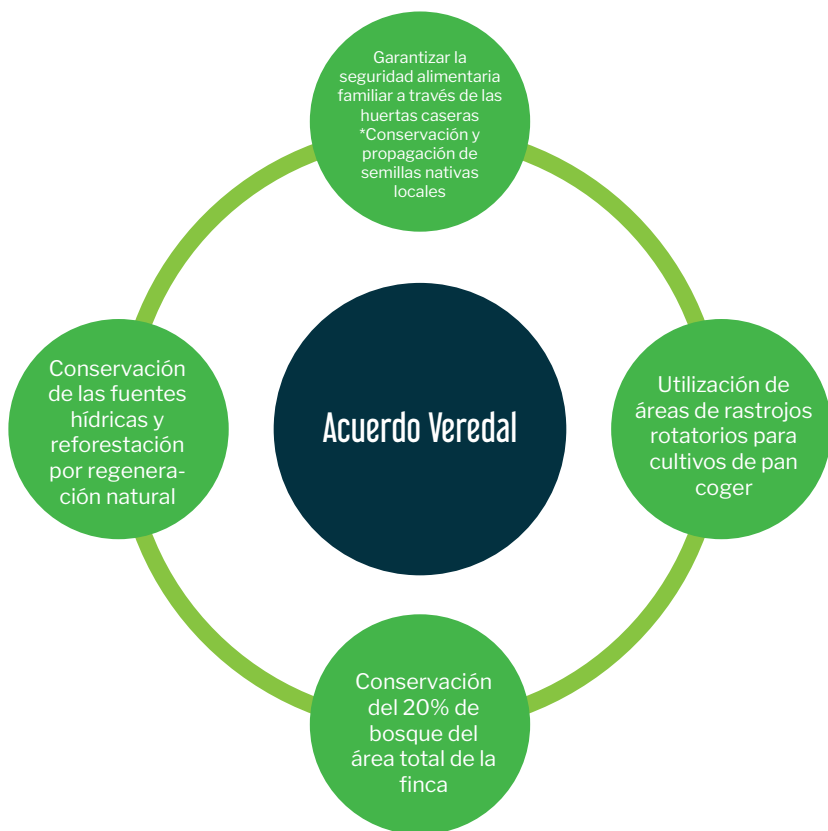 Garantizar la
seguridad alimentaria
familiar a través de las
huertas caseras
*Conservación y
propagación de
semillas nativas
locales
Conservación
de las fuentes
hídricas y
reforestación
por regenera-
ción natural
Acuerdo Veredal
Utilización de
áreas de rastrojos
rotatorios para
cultivos de pan
coger
Conservación
del 20% de
bosque del
área total de la
finca